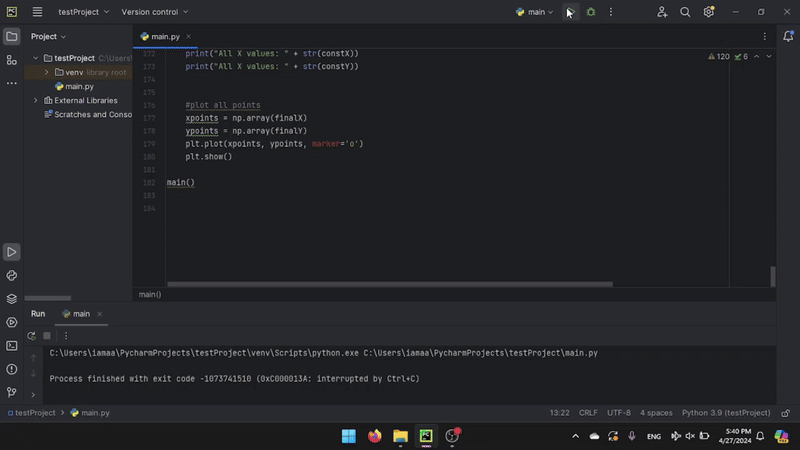 PC testProject Version control main
Project
testProject C:\Users
venv library root
main.py
External Libraries
Scratches and Conso
main.py
172 print("All X values: " + str(constX))
173 print("All X values: " + str(constY))
174
175
176 #plot all points
177 xpoints = np.array(finalX)
178 ypoints = np.array(finalY)
179 plt.plot(xpoints, ypoints, marker='o')
180 plt.show()
181
182 main()
183
184
120 6
main()
Run main
C:\Users\iamaa\PycharmProjects\testProject\venv\Scripts\python.exe C:\Users\iamaa\PycharmProjects\testProject\main.py
Process finished with exit code -1073741510 (0xC000013A: interrupted by Ctrl+C)
testProject > main.py 13:22 CRLF UTF-8 4 spaces Python 3.9 (testProject)
PC ENG 5:40 PM
4/27/2024